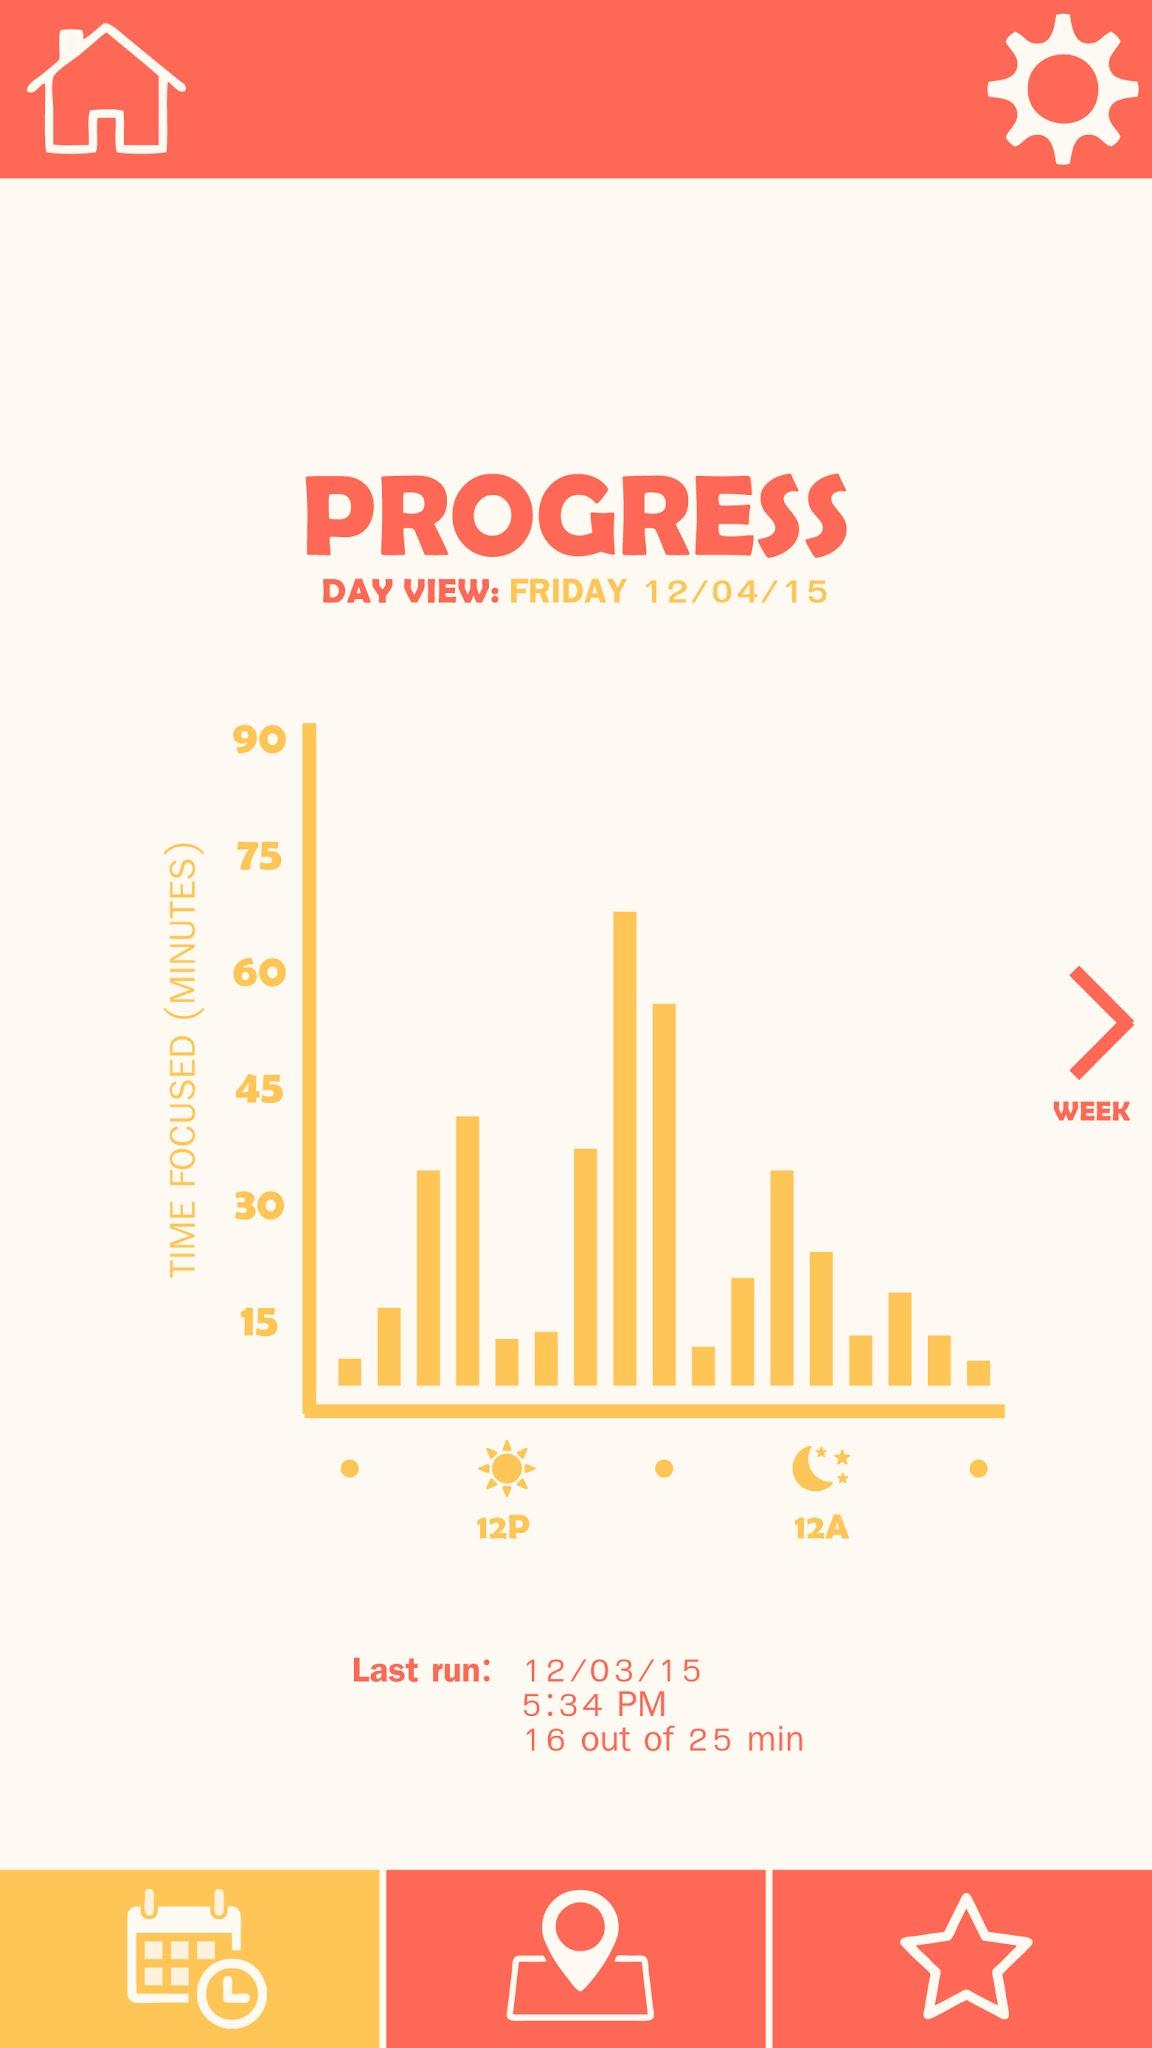 PROGRESS
DAY VIEW: FRIDAY 12/04/15
90
75
60
45
30
15
TIME FOCUSED (MINUTES)
WEEK
12P 12A
Last run: 12/03/15
5:34 PM
16 out of 25 min